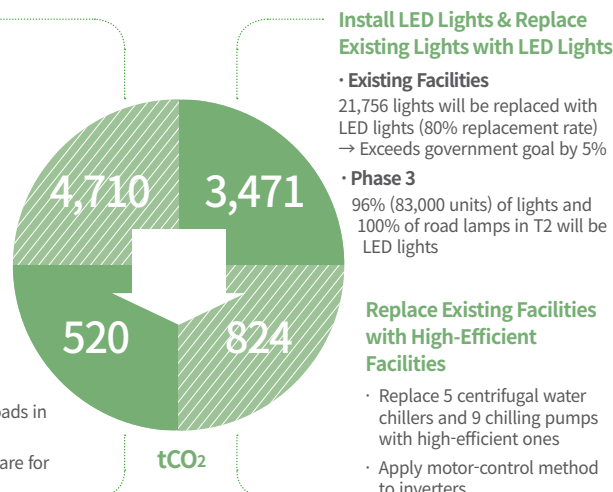 Install LED Lights & Replace
Existing Lights with LED Lights
· Existing Facilities
21,756 lights will be replaced with
LED lights (80% replacement rate)
→ Exceeds government goal by 5%
· Phase 3
96% (83,000 units) of lights and
100% of road lamps in T2 will be
LED lights
4,710
3,471
520
824
tCO2
Replace Existing Facilities
with High-Efficient
Facilities
· Replace 5 centrifugal water
chillers and 9 chilling pumps
with high-efficient ones
· Apply motor-control method
to inverters
in
are for